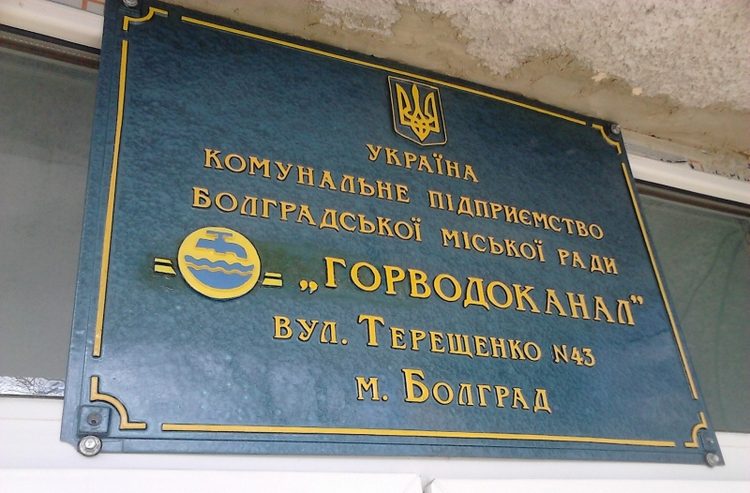 УКРАЇНА
КОМУНАЛЬНЕ ПІДПРИЄМСТВО
БОЛГРАДСЬКОЇ МІСЬКОЇ РАДИ
„ГОРВОДОКАНАЛ"
ВУЛ. ТЕРЕЩЕНКО N43
М. БОЛГРАД